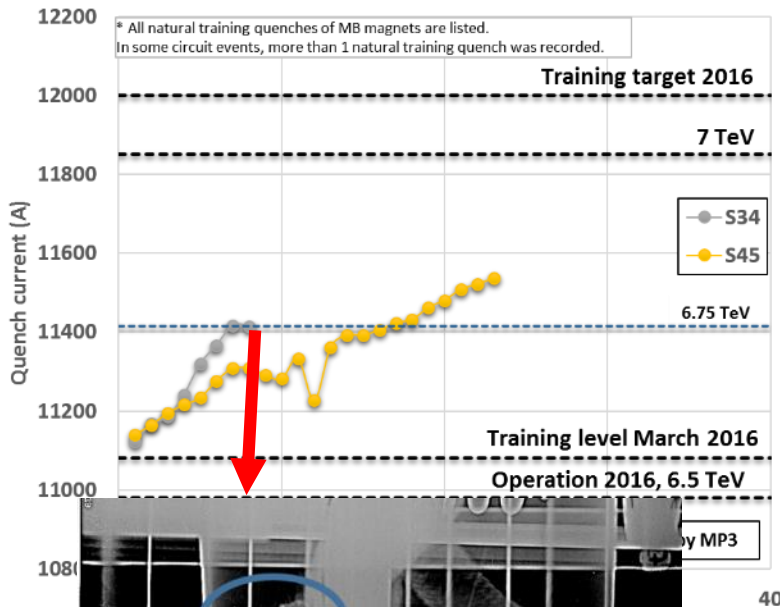 12200
* All natural training quenches of MB magnets are listed.
In some circuit events, more than 1 natural training quench was recorded.
Training target 2016
12000
7 TeV
11800
S34
S45
11600
Quench current (A)
6.75 TeV
11400
11200
Training level March 2016
Operation 2016, 6.5 TeV
11000
by MP3
1080
40